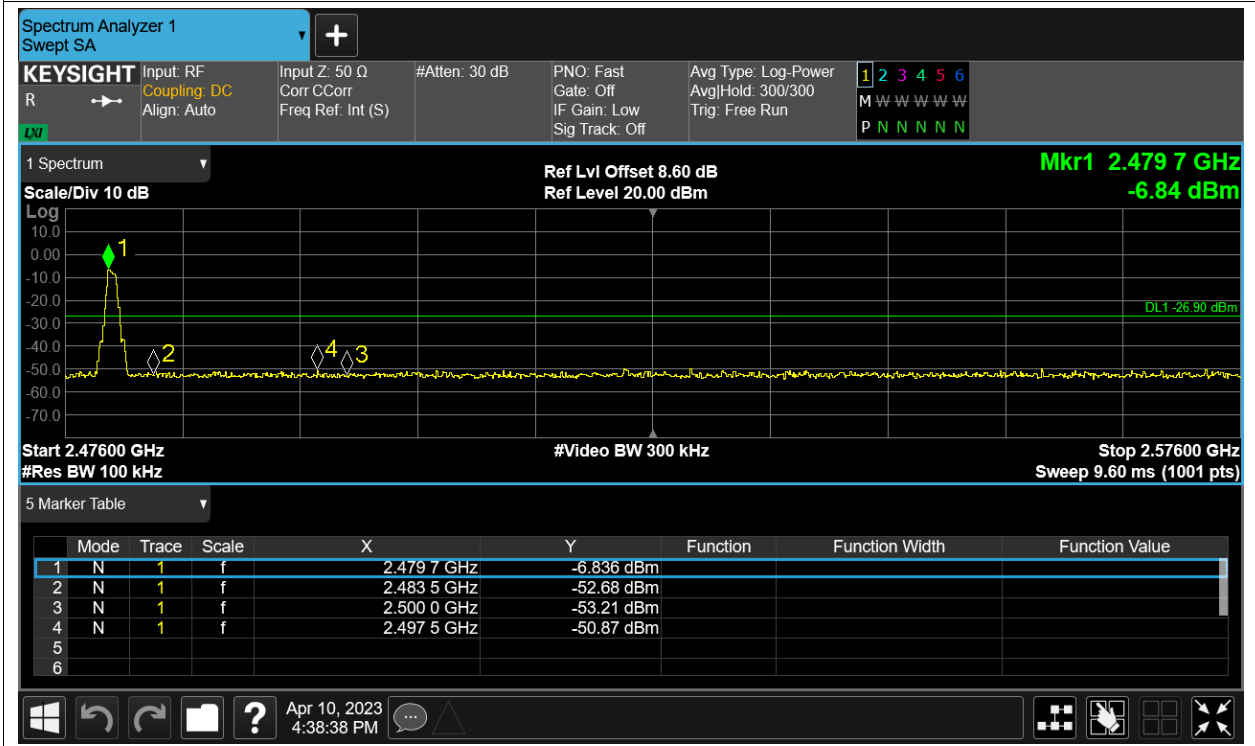 Spectrum Analyzer 1
Swept SA
+
KEYSIGHT Input: RF Input Z: 50 Ω #Atten: 30 dB PNO: Fast Avg Type: Log-Power 1 2 3 4 5 6
R Coupling: DC Corr CCorr Gate: Off Avg|Hold: 300/300 M W W W W W
Align: Auto Freq Ref: Int (S) IF Gain: Low Trig: Free Run
LXI Sig Track: Off P N N N N N
1 Spectrum Ref Lvl Offset 8.60 dB Mkr1 2.479 7 GHz
Scale/Div 10 dB Ref Level 20.00 dBm -6.84 dBm
Log
10.0
0.00 1
-10.0
-20.0 DL1 -26.90 dBm
-30.0
-40.0 2 4 3
-50.0
-60.0
-70.0
Start 2.47600 GHz #Video BW 300 kHz Stop 2.57600 GHz
#Res BW 100 kHz Sweep 9.60 ms (1001 pts)
5 Marker Table
Mode Trace Scale X Y Function Function Width Function Value
1 N 1 f 2.479 7 GHz -6.836 dBm
2 N 1 f 2.483 5 GHz -52.68 dBm
3 N 1 f 2.500 0 GHz -53.21 dBm
4 N 1 f 2.497 5 GHz -50.87 dBm
5
6
? Apr 10, 2023
4:38:38 PM